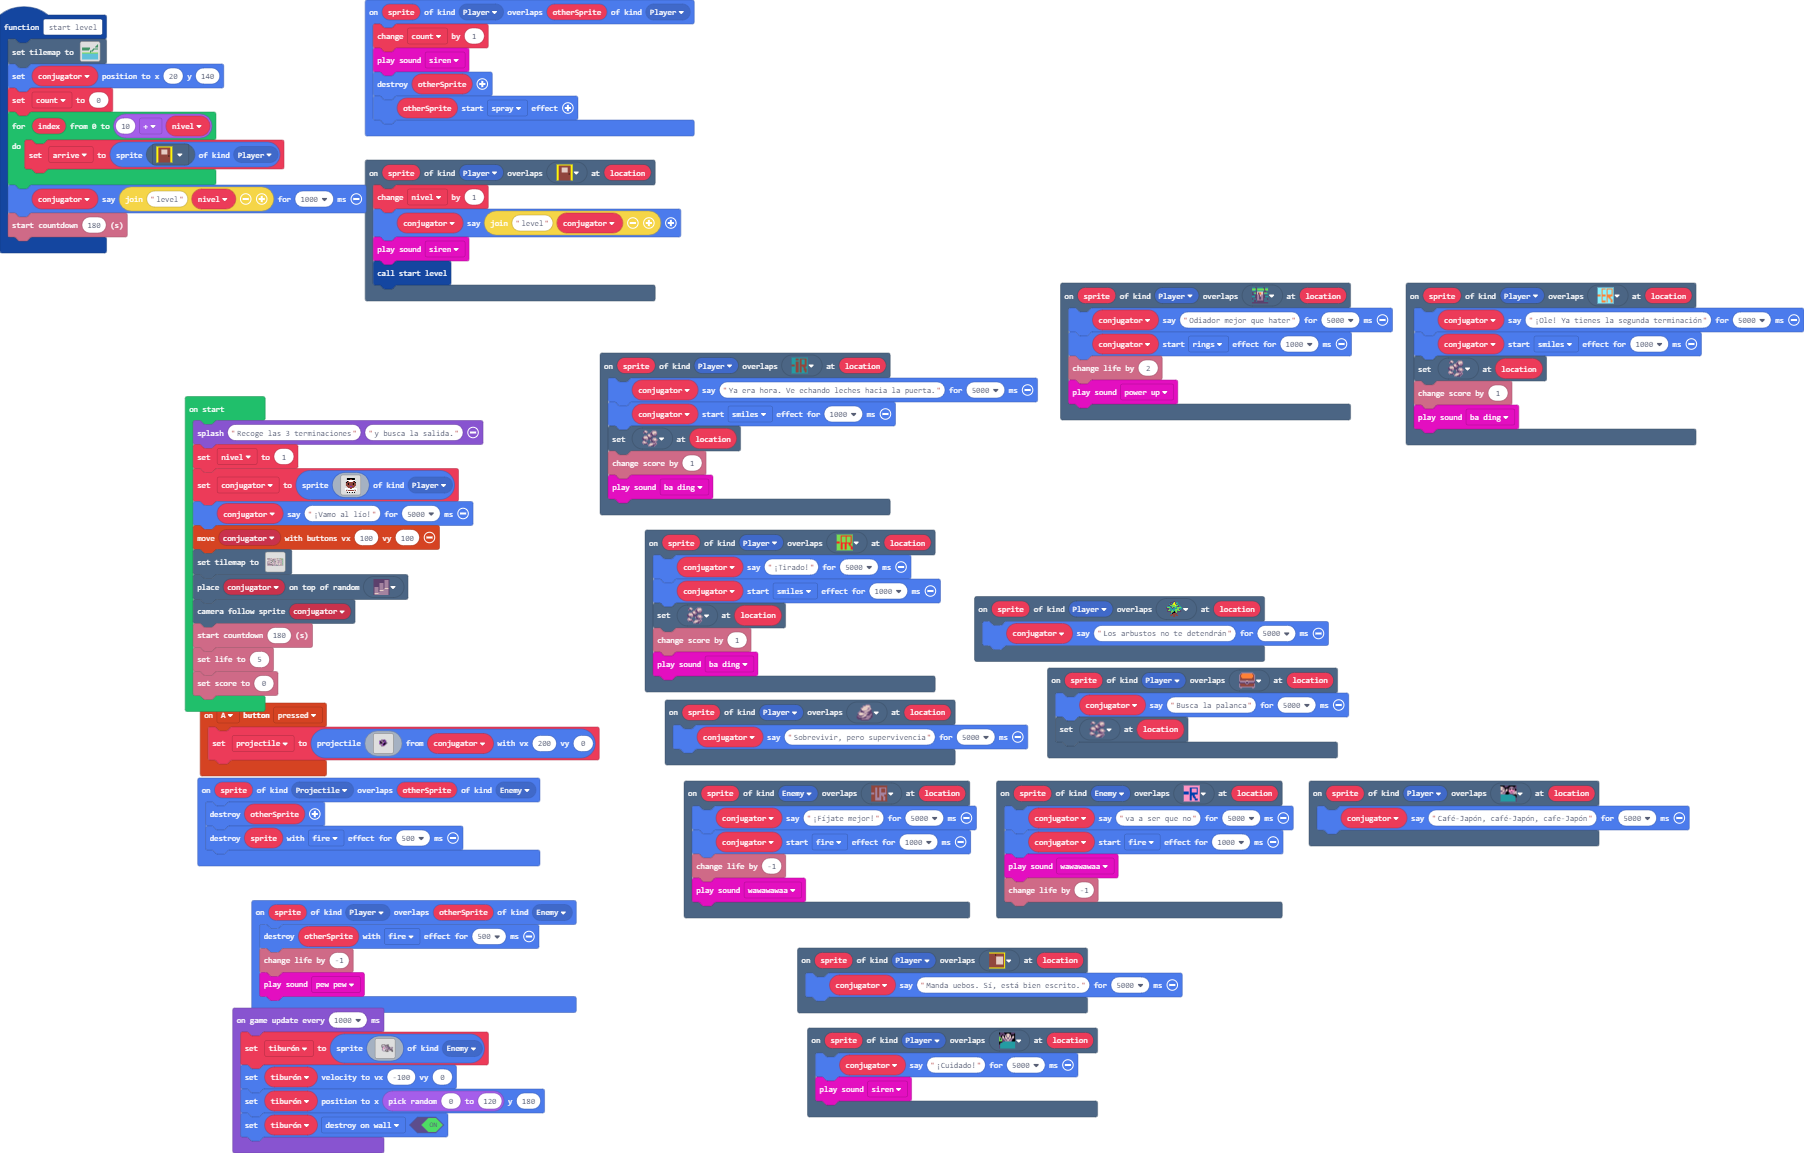 function start level
set tilemap to
set conjugator position to x 20 y 140
set count to 0
for index from 0 to 10 + nivel
do
set arrive to sprite of kind Player
conjugator say join "level" nivel for 1000 ms
start countdown 180 (s)
on sprite of kind Player overlaps otherSprite of kind Player
change count by 1
play sound siren
destroy otherSprite
otherSprite start spray effect
on sprite of kind Player overlaps at location
change nivel by 1
conjugator say join "level" conjugator
play sound siren
call start level
on sprite of kind Player overlaps at location
conjugator say "Odiador mejor que hater" for 5000 ms
conjugator start rings effect for 1000 ms
change life by 2
play sound power up
on sprite of kind Player overlaps at location
conjugator say "¡Ole! Ya tienes la segunda terminación" for 5000 ms
conjugator start smiles effect for 1000 ms
set at location
change score by 1
play sound ba ding
on sprite of kind Player overlaps at location
conjugator say "Ya era hora. Ve echando leches hacia la puerta." for 5000 ms
conjugator start smiles effect for 1000 ms
set at location
change score by 1
play sound ba ding
on start
splash "Recoge las 3 terminaciones" "y busca la salida."
set nivel to 1
set conjugator to sprite of kind Player
conjugator say "¡Vamo al lío!" for 5000 ms
move conjugator with buttons vx 100 vy 100
set tilemap to
place conjugator on top of random
camera follow sprite conjugator
start countdown 180 (s)
set life to 5
set score to 0
on A button pressed
set projectile to projectile from conjugator with vx 200 vy 0
on sprite of kind Projectile overlaps otherSprite of kind Enemy
destroy otherSprite
destroy sprite with fire effect for 500 ms
on sprite of kind Player overlaps at location
conjugator say "¡Tirado!" for 5000 ms
conjugator start smiles effect for 1000 ms
set at location
change score by 1
play sound ba ding
on sprite of kind Player overlaps at location
conjugator say "Los arbustos no te detendrán" for 5000 ms
on sprite of kind Player overlaps at location
conjugator say "Busca la palanca" for 5000 ms
set at location
on sprite of kind Player overlaps at location
conjugator say "Sobrevivir, pero supervivencia" for 5000 ms
on sprite of kind Enemy overlaps at location
conjugator say "¡Fíjate mejor!" for 5000 ms
conjugator start fire effect for 1000 ms
change life by -1
play sound wawawawaa
on sprite of kind Enemy overlaps at location
conjugator say "va a ser que no" for 5000 ms
conjugator start fire effect for 1000 ms
play sound wawawawaa
change life by -1
on sprite of kind Player overlaps at location
conjugator say "Café-Japón, café-Japón, cafe-Japón" for 5000 ms
on sprite of kind Player overlaps otherSprite of kind Enemy
destroy otherSprite with fire effect for 500 ms
change life by -1
play sound pew pew
on game update every 1000 ms
set tiburón to sprite of kind Enemy
set tiburón velocity to vx -100 vy 0
set tiburón position to x pick random 0 to 120 y 180
set tiburón destroy on wall ON
on sprite of kind Player overlaps at location
conjugator say "Manda uebos. Sí, está bien escrito." for 5000 ms
on sprite of kind Player overlaps at location
conjugator say "¡Cuidado!" for 5000 ms
play sound siren